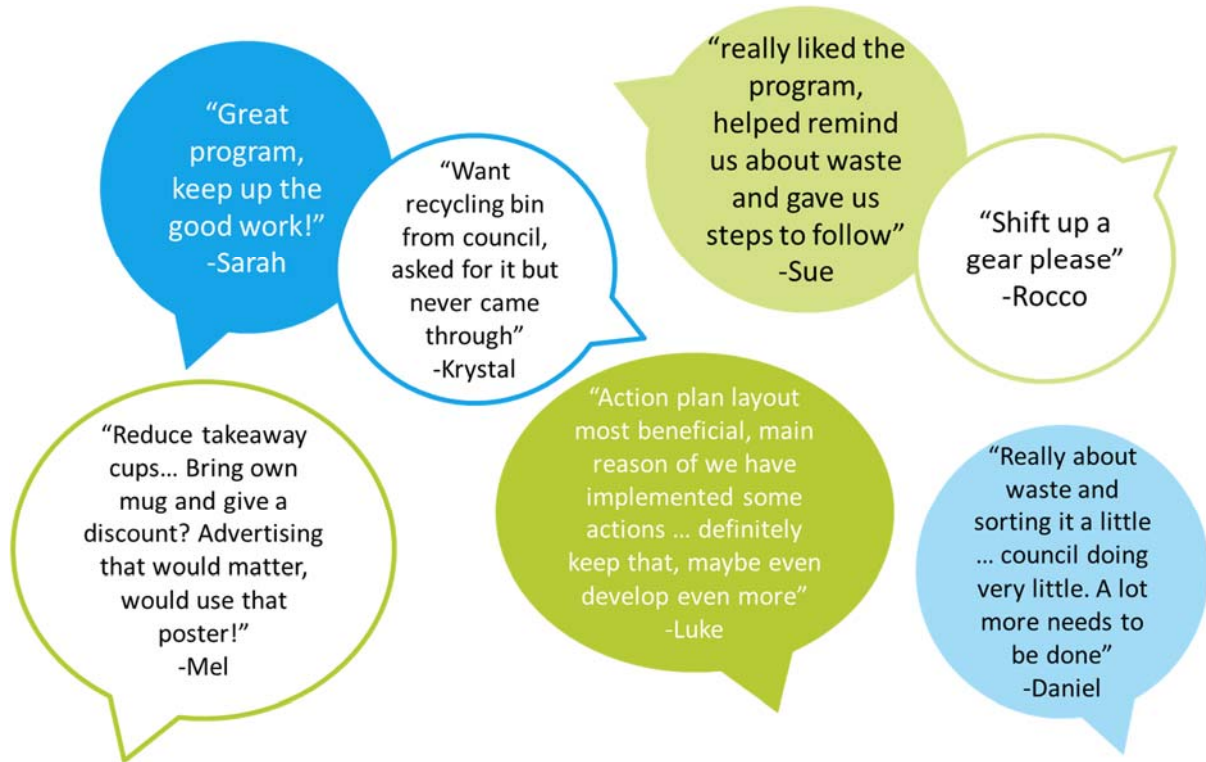 “Great
program,
keep up the
good work!”
-Sarah
“Want
recycling bin
from council,
asked for it but
never came
through”
-Krystal
“really liked the
program,
helped remind
us about waste
and gave us
steps to follow”
-Sue
“Shift up a
gear please”
-Rocco
“Reduce takeaway
cups... Bring own
mug and give a
discount? Advertising
that would matter,
would use that
poster!”
-Mel
“Action plan layout
most beneficial, main
reason of we have
implemented some
actions ... definitely
keep that, maybe even
develop even more”
-Luke
“Really about
waste and
sorting it a little
... council doing
very little. A lot
more needs to
be done”
-Daniel